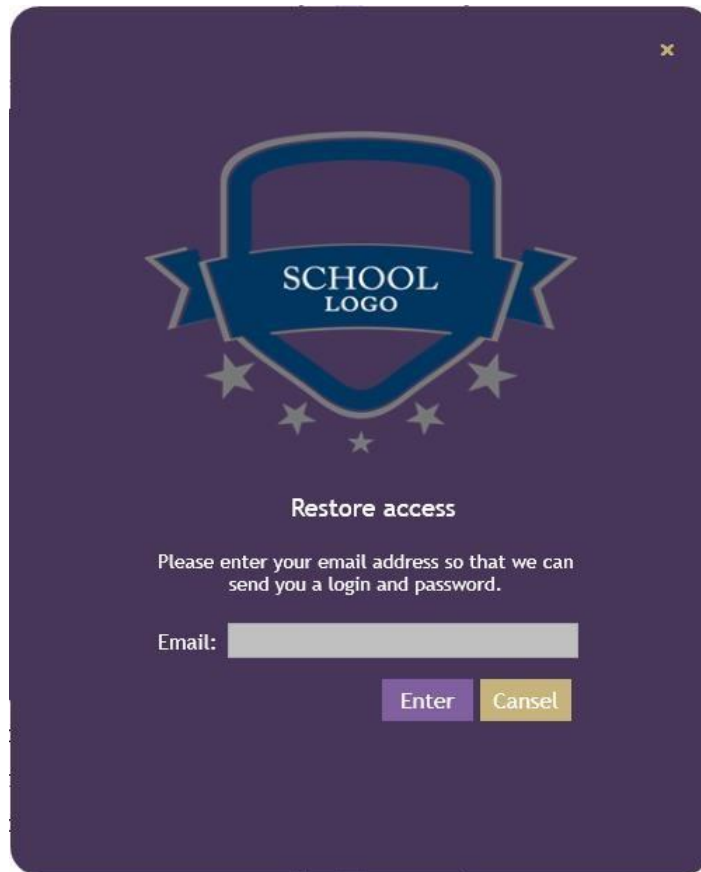 ×
SCHOOL
LOGO
Restore access
Please enter your email address so that we can
send you a login and password.
Email:
Enter Cansel